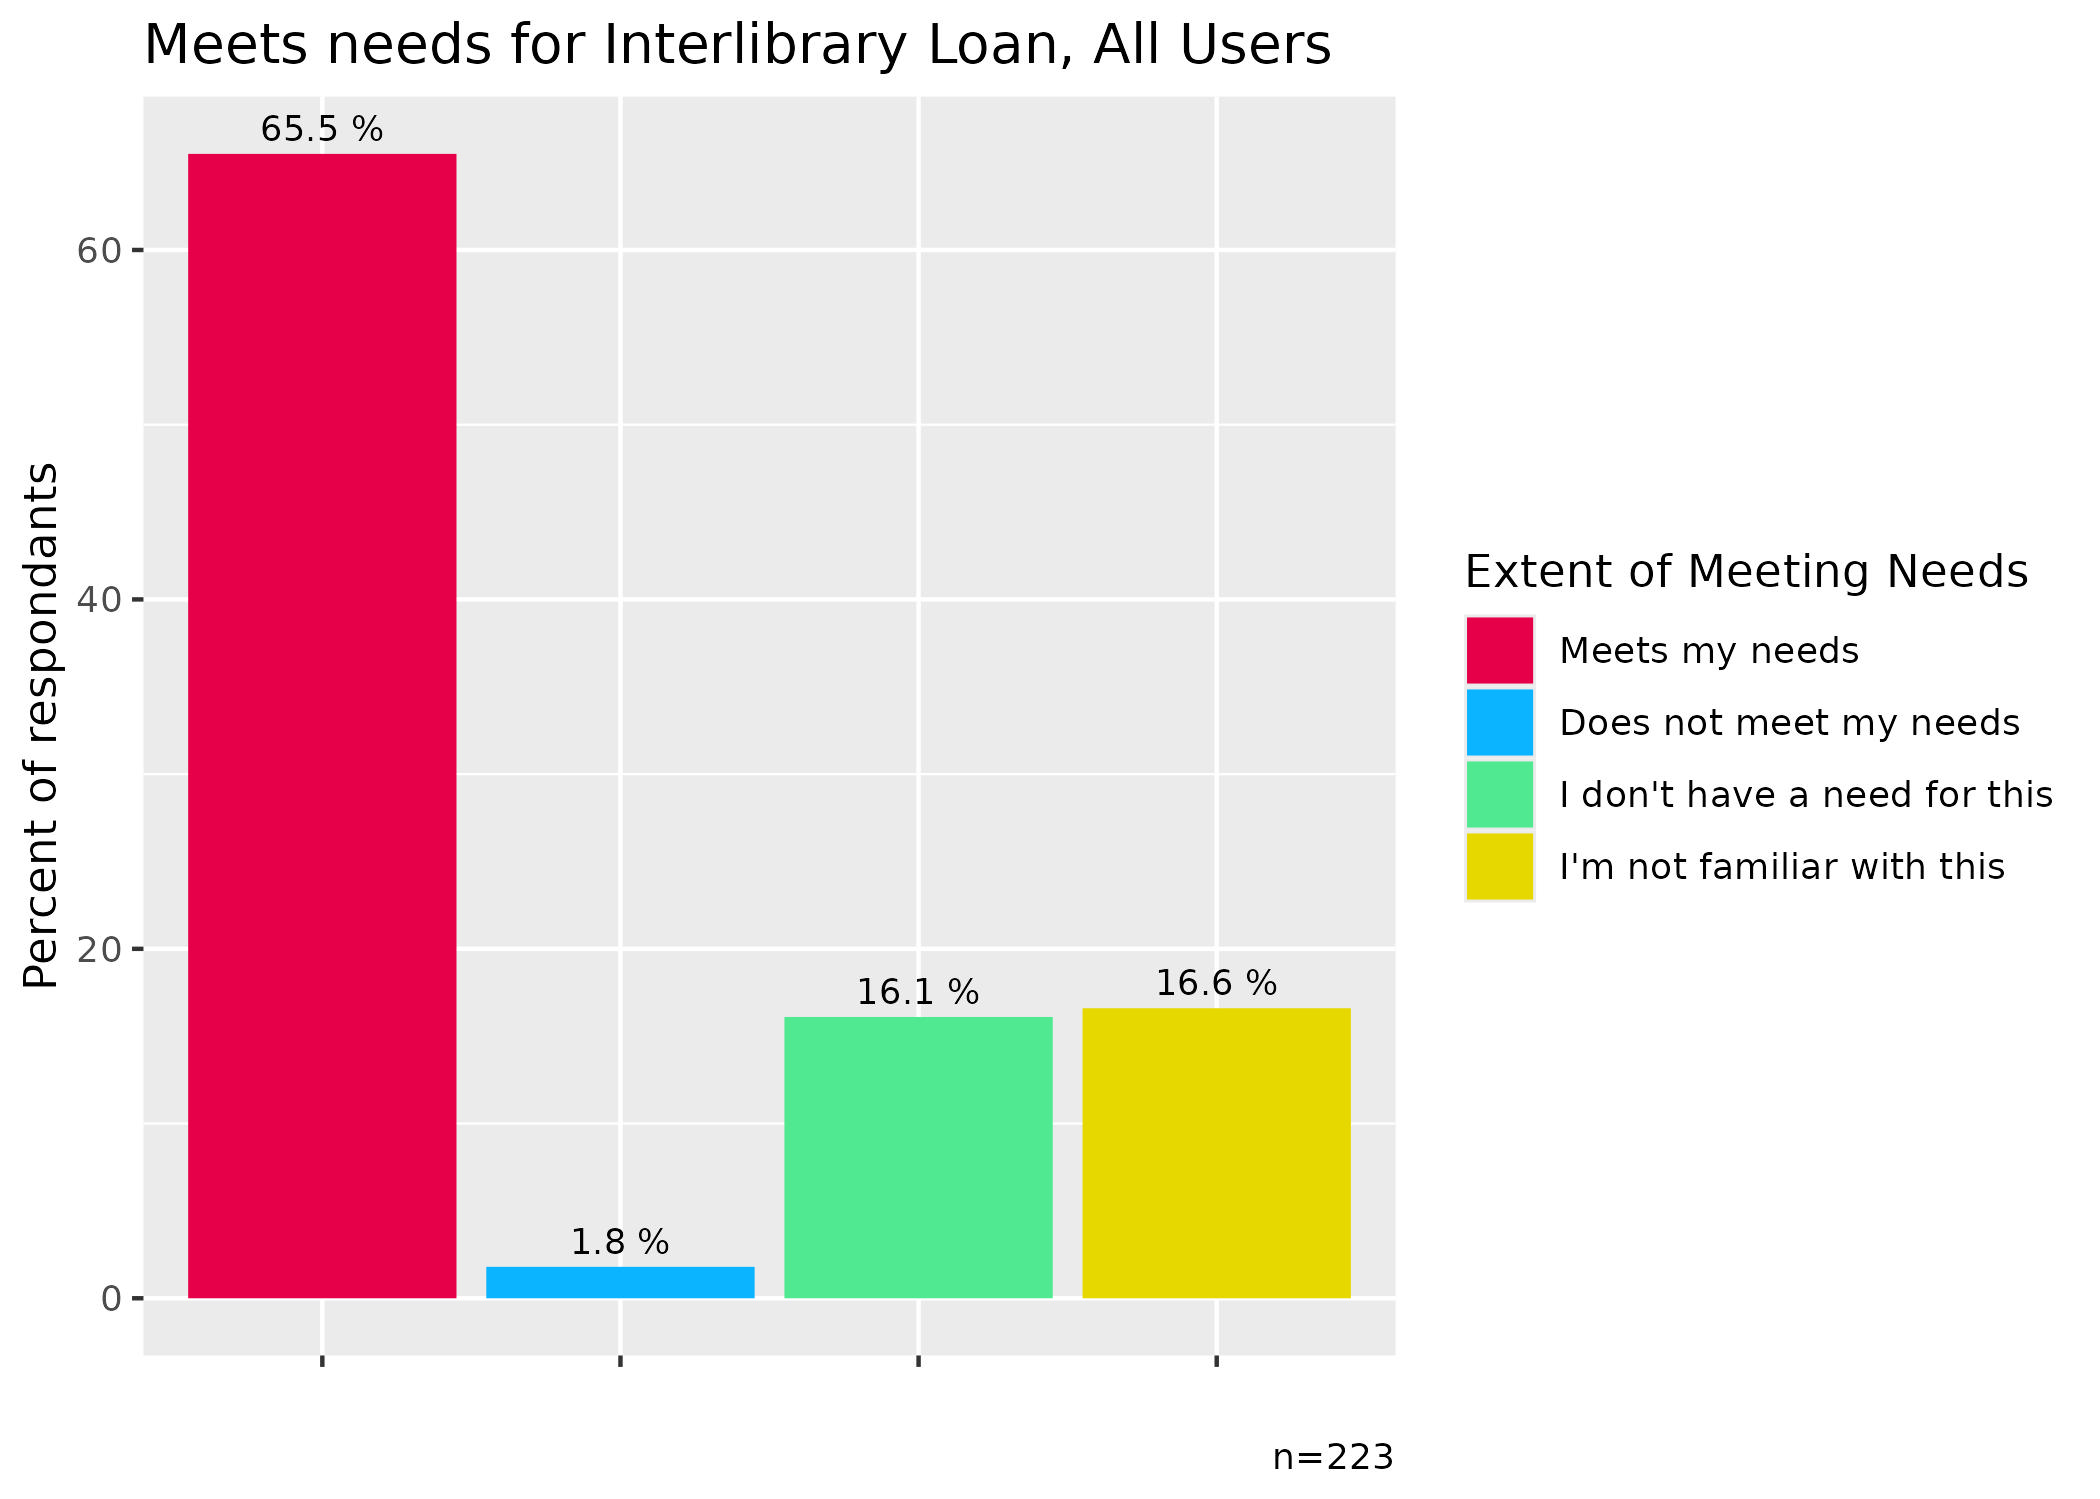 Meets needs for Interlibrary Loan, All Users
Percent of respondants
60
40
20
0
65.5 %
1.8 %
16.1 %
16.6 %
Extent of Meeting Needs
Meets my needs
Does not meet my needs
I don't have a need for this
I'm not familiar with this
n=223